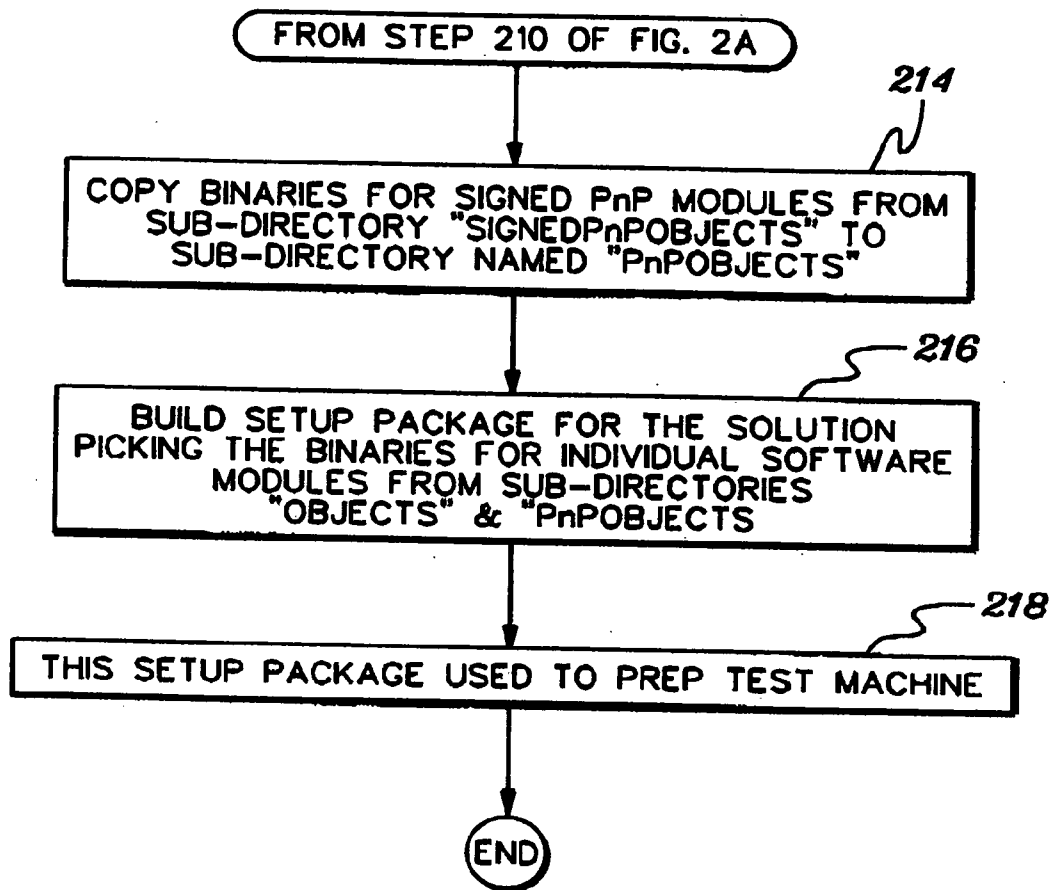 FROM STEP 210 OF FIG. 2A
214
COPY BINARIES FOR SIGNED PnP MODULES FROM
SUB-DIRECTORY "SIGNEDPnPOBJECTS" TO
SUB-DIRECTORY NAMED "PnPOBJECTS"
216
BUILD SETUP PACKAGE FOR THE SOLUTION
PICKING THE BINARIES FOR INDIVIDUAL SOFTWARE
MODULES FROM SUB-DIRECTORIES
"OBJECTS" & "PnPOBJECTS
218
THIS SETUP PACKAGE USED TO PREP TEST MACHINE
END